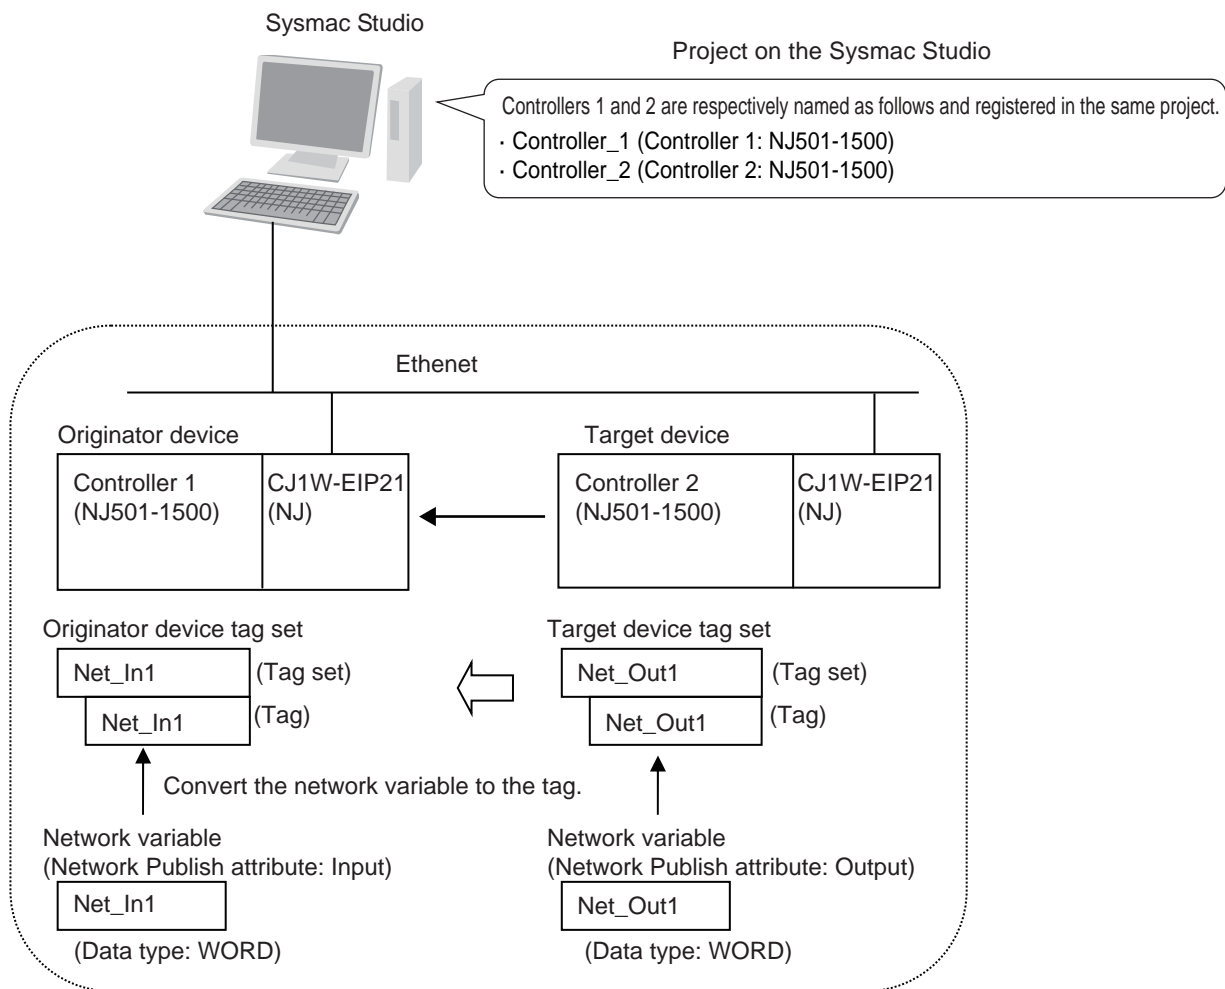 Sysmac Studio
Project on the Sysmac Studio
Controllers 1 and 2 are respectively named as follows and registered in the same project.
· Controller_1 (Controller 1: NJ501-1500)
· Controller_2 (Controller 2: NJ501-1500)
Ethenet
Originator device
Target device
Controller 1
(NJ501-1500)
CJ1W-EIP21
(NJ)
Controller 2
(NJ501-1500)
CJ1W-EIP21
(NJ)
Originator device tag set
Net_In1
(Tag set)
Net_In1
(Tag)
Target device tag set
Net_Out1
(Tag set)
Net_Out1
(Tag)
Convert the network variable to the tag.
Network variable
(Network Publish attribute: Input)
Net_In1
(Data type: WORD)
Network variable
(Network Publish attribute: Output)
Net_Out1
(Data type: WORD)